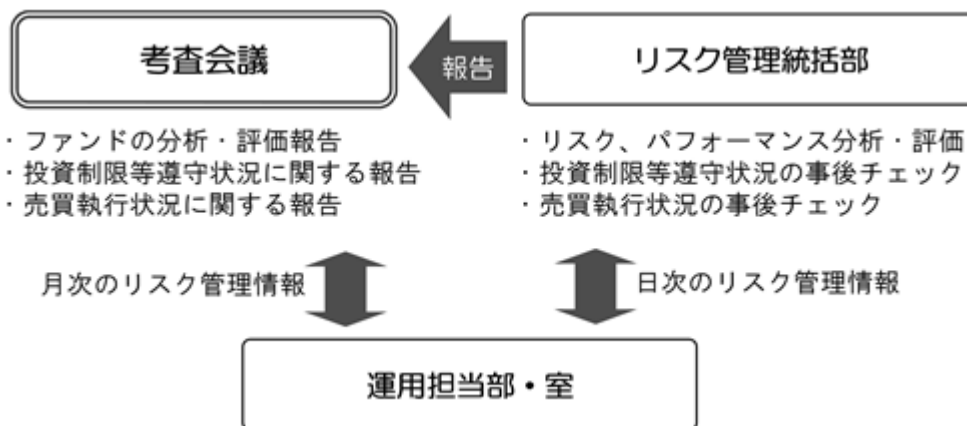 考査会議
報告
リスク管理統括部
・ファンドの分析・評価報告
・投資制限等遵守状況に関する報告
・売買執行状況に関する報告
・リスク、パフォーマンス分析・評価
・投資制限等遵守状況の事後チェック
・売買執行状況の事後チェック
月次のリスク管理情報
日次のリスク管理情報
運用担当部・室